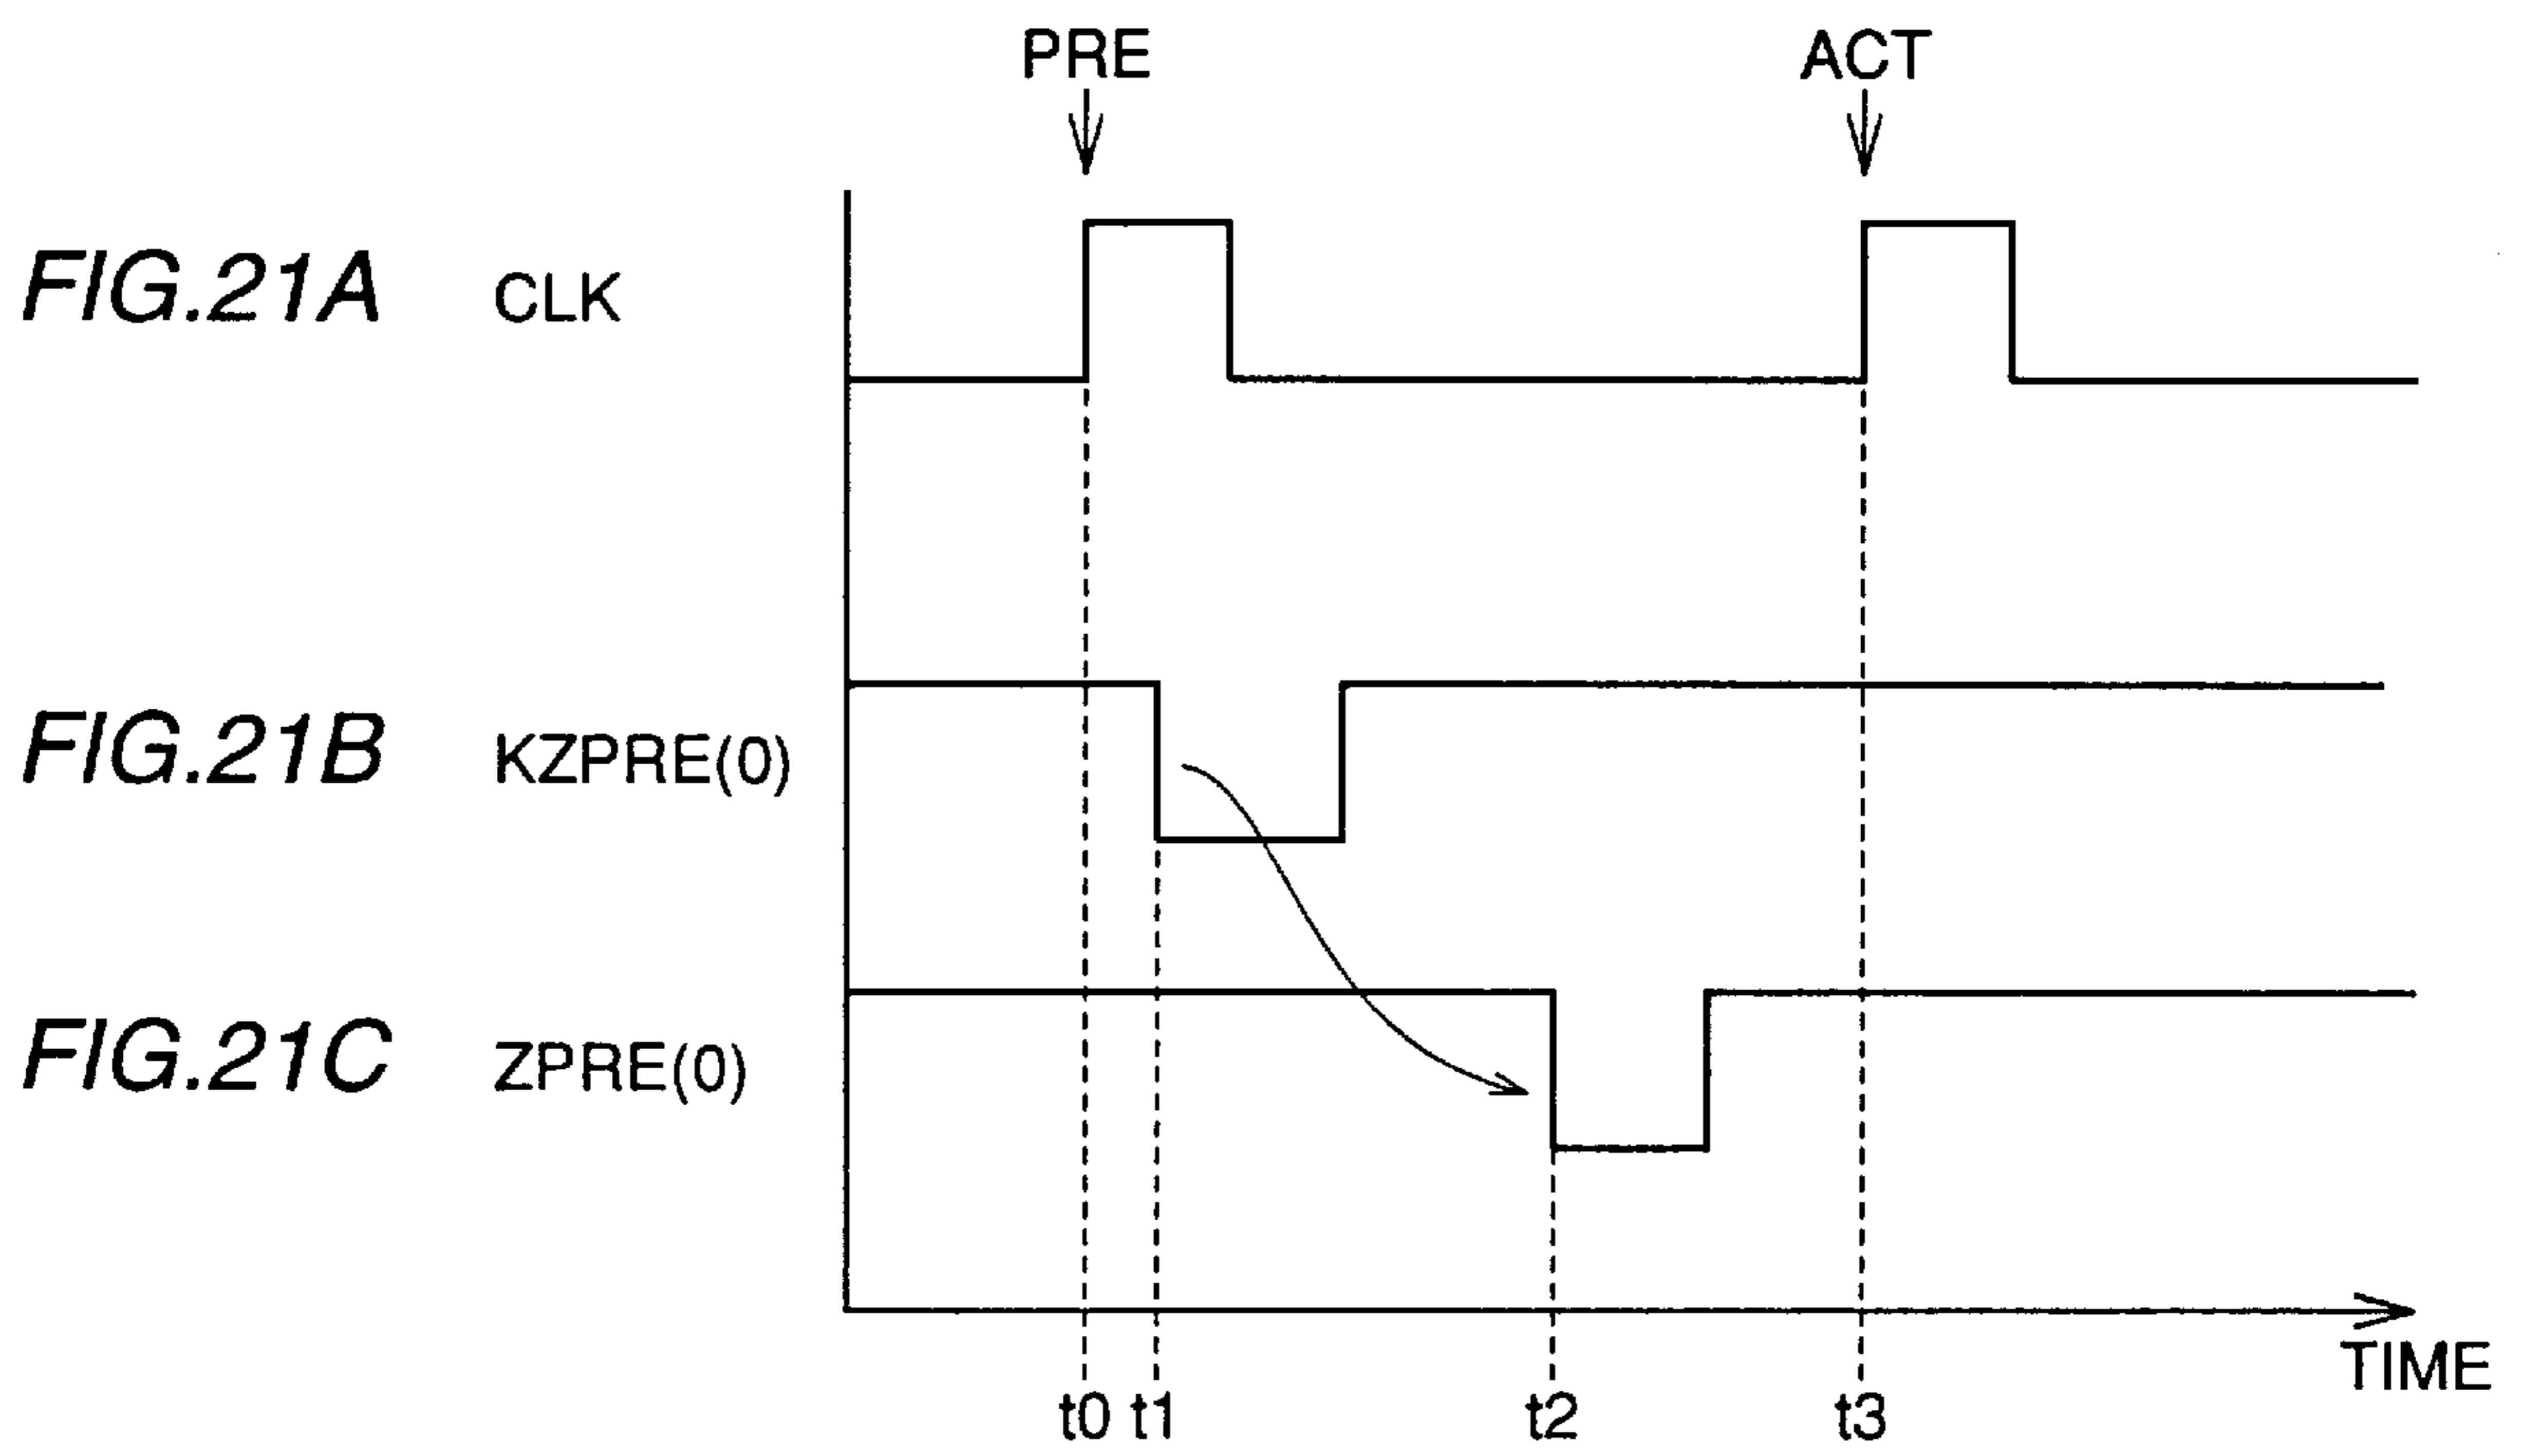 PRE ACT
FIG.21A CLK
FIG.21B KZPRE(0)
FIG.21C ZPRE(0)
TIME
t0 t1 t2 t3